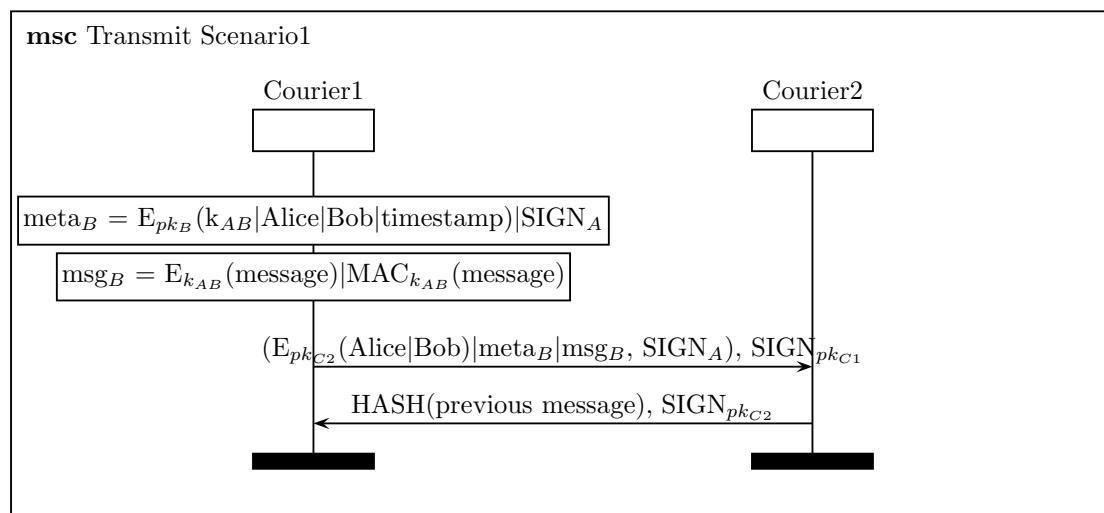 msc Transmit Scenario1
Courier1
Courier2
meta_B = E_{pk_B}(k_{AB}|Alice|Bob|timestamp)|SIGN_A
msg_B = E_{k_{AB}}(message)|MAC_{k_{AB}}(message)
(E_{pk_{C2}}(Alice|Bob)|meta_B|msg_B, SIGN_A), SIGN_{pk_{C1}}
HASH(previous message), SIGN_{pk_{C2}}